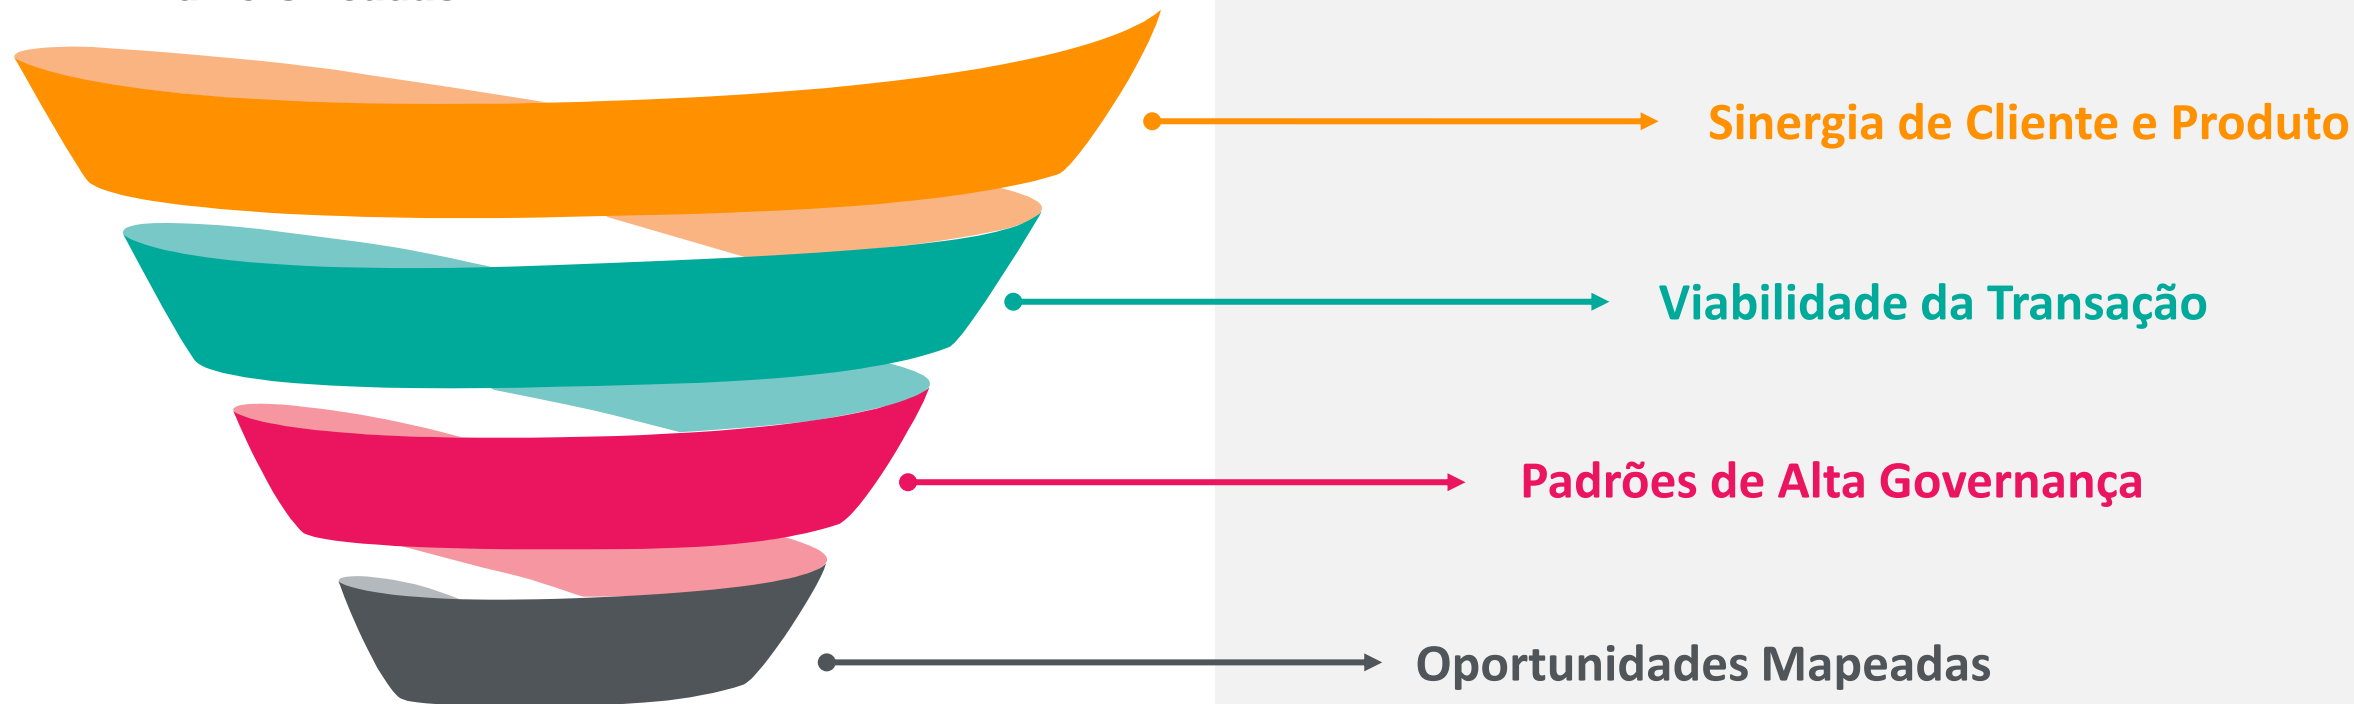 Sinergia de Cliente e Produto
Viabilidade da Transação
Padrões de Alta Governança
Oportunidades Mapeadas